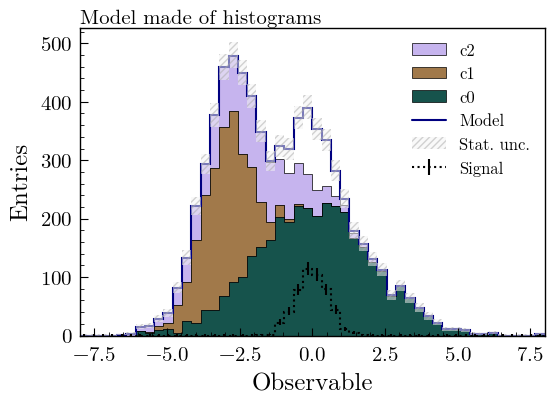 Model made of histograms
500
400
300
200
100
0
Entries
c2
c1
c0
Model
Stat. unc.
Signal
−7.5 −5.0 −2.5 0.0 2.5 5.0 7.5
Observable